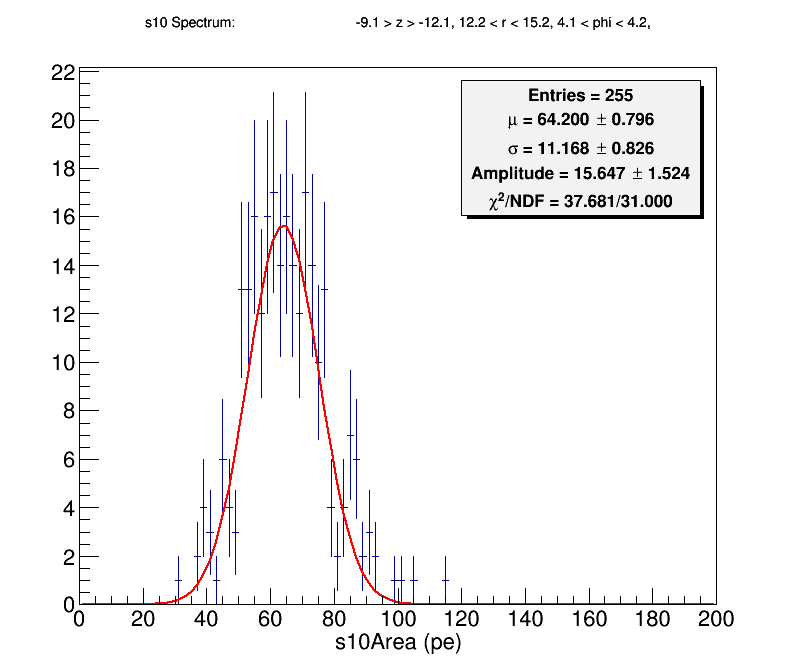 s10 Spectrum: -9.1 > z > -12.1, 12.2 < r < 15.2, 4.1 < phi < 4.2,
Entries = 255
μ = 64.200 ± 0.796
σ = 11.168 ± 0.826
Amplitude = 15.647 ± 1.524
χ²/NDF = 37.681/31.000
22
20
18
16
14
12
10
8
6
4
2
0
0 20 40 60 80 100 120 140 160 180 200
s10Area (pe)